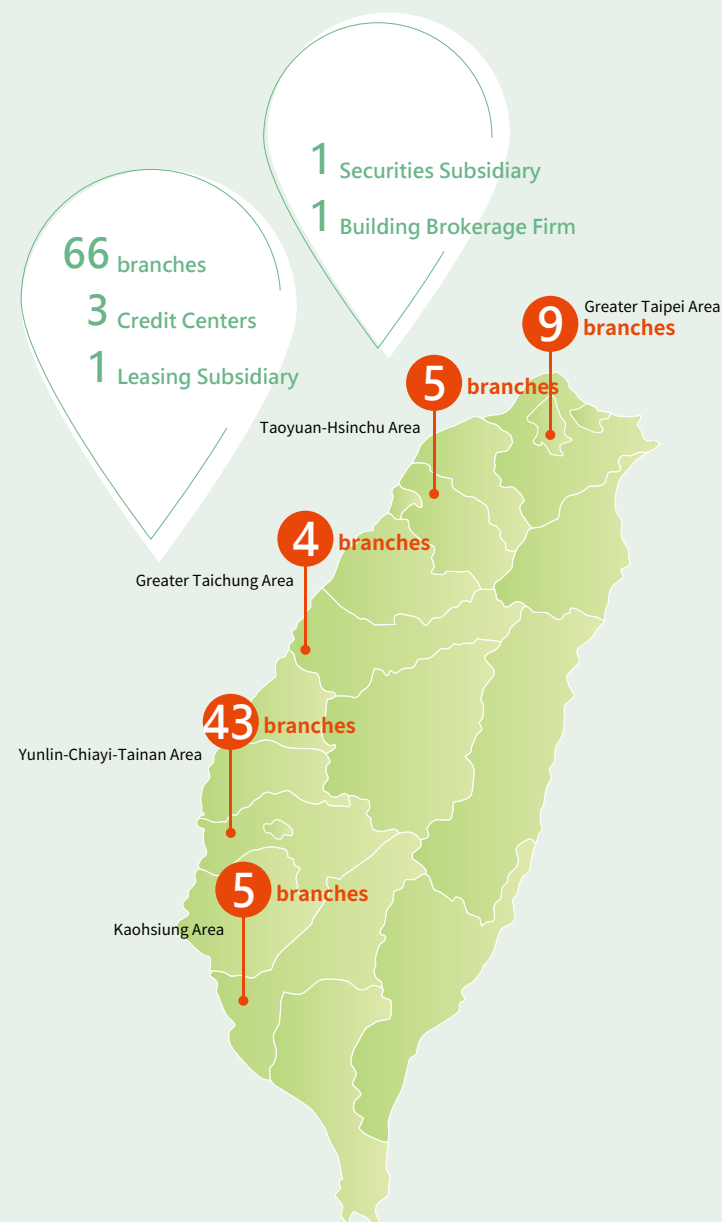 1 Securities Subsidiary
1 Building Brokerage Firm
66 branches
3 Credit Centers
1 Leasing Subsidiary
Greater Taipei Area
9 branches
5 branches
Taoyuan-Hsinchu Area
4 branches
Greater Taichung Area
43 branches
Yunlin-Chiayi-Tainan Area
5 branches
Kaohsiung Area